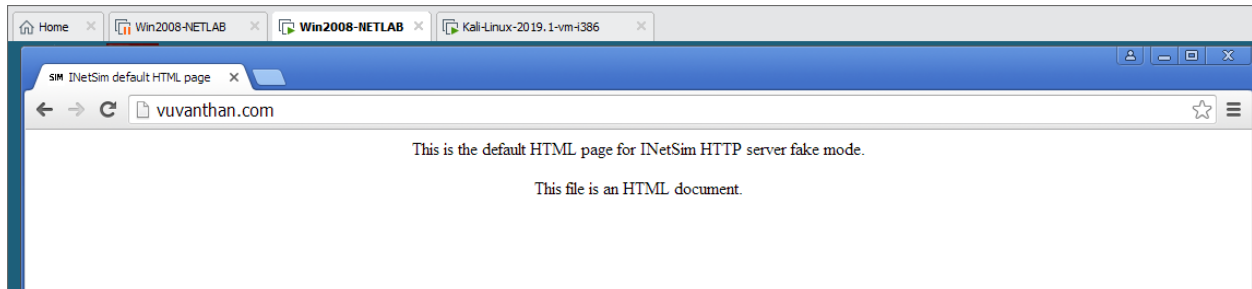 Home
Win2008-NETLAB
Win2008-NETLAB
Kali-Linux-2019.1-vm-i386
SIM INetSim default HTML page
vuvanthan.com
This is the default HTML page for INetSim HTTP server fake mode.
This file is an HTML document.